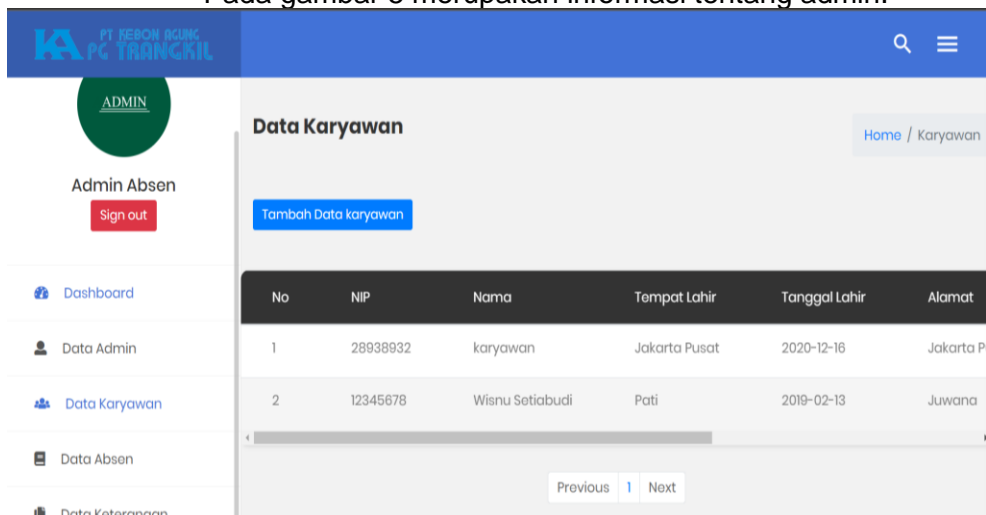 Pada gambar 8 merupakan informasi tentang admin.
KA PT KEBON AGUNG
PG TRANGKIL
ADMIN
Admin Absen
Sign out
Dashboard
Data Admin
Data Karyawan
Data Absen
Data Keterangan
Data Karyawan
Home / Karyawan
Tambah Data karyawan
No NIP Nama Tempat Lahir Tanggal Lahir Alamat
1 28938932 karyawan Jakarta Pusat 2020-12-16 Jakarta P
2 12345678 Wisnu Setiabudi Pati 2019-02-13 Juwana
Previous 1 Next